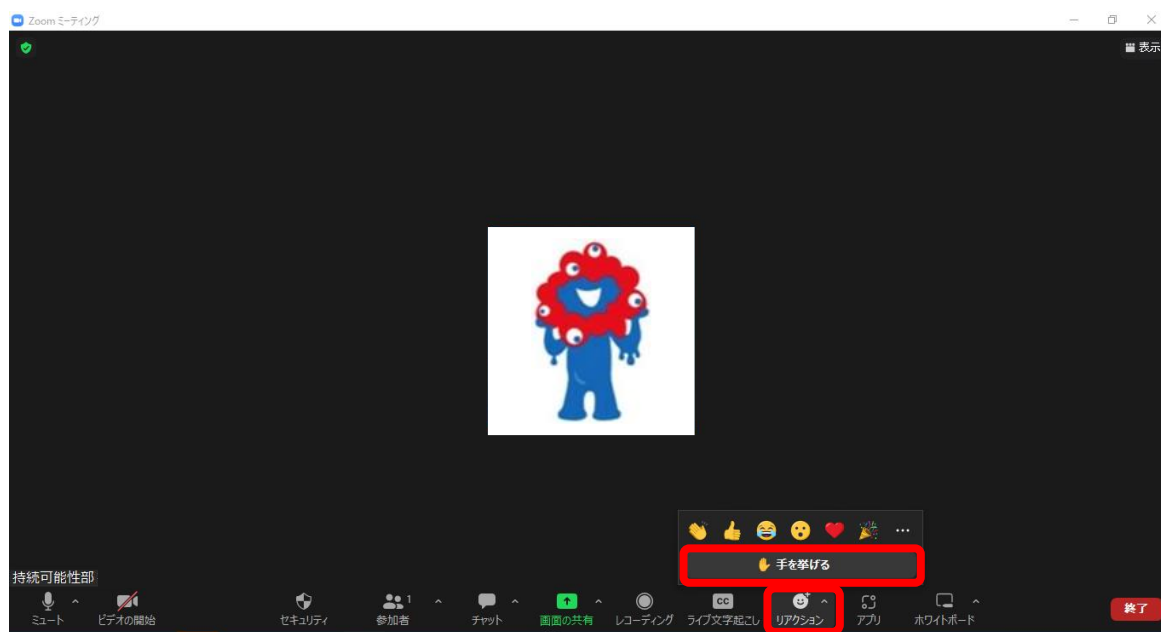 Zoom ミーティング
表示
手を挙げる
持続可能性部
ミュート
ビデオの開始
セキュリティ
参加者
1
チャット
画面の共有
レコーディング
CC
ライブ文字起こし
リアクション
アプリ
ホワイトボード
終了